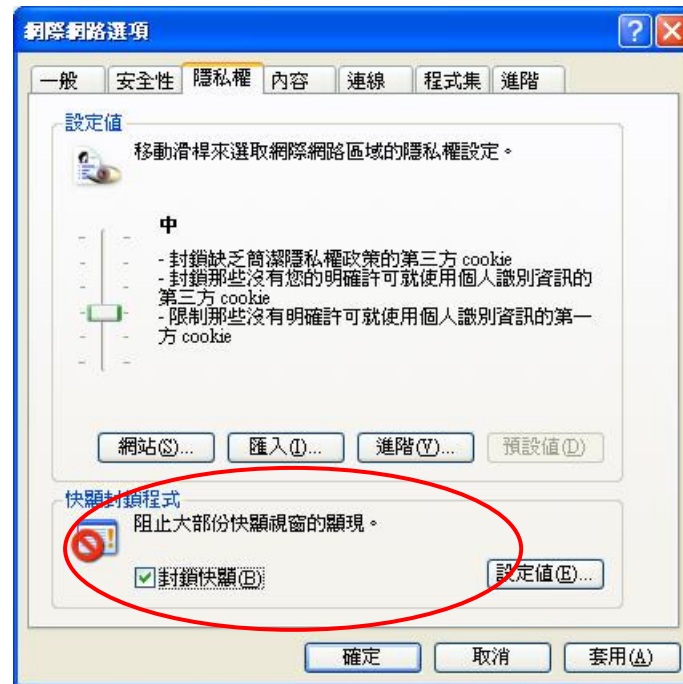 網際網路選項
一般 安全性 隱私權 內容 連線 程式集 進階
設定值
移動滑桿來選取網際網路區域的隱私權設定。
中
- 封鎖缺乏簡潔隱私權政策的第三方 cookie
- 封鎖那些沒有您的明確許可就使用個人識別資訊的
第三方 cookie
- 限制那些沒有明確許可就使用個人識別資訊的第一
方 cookie
網站(S)... 匯入(I)... 進階(V)... 預設值(D)
快顯封鎖程式
阻止大部份快顯視窗的顯現。
封鎖快顯(B)
設定值(E)...
確定 取消 套用(A)